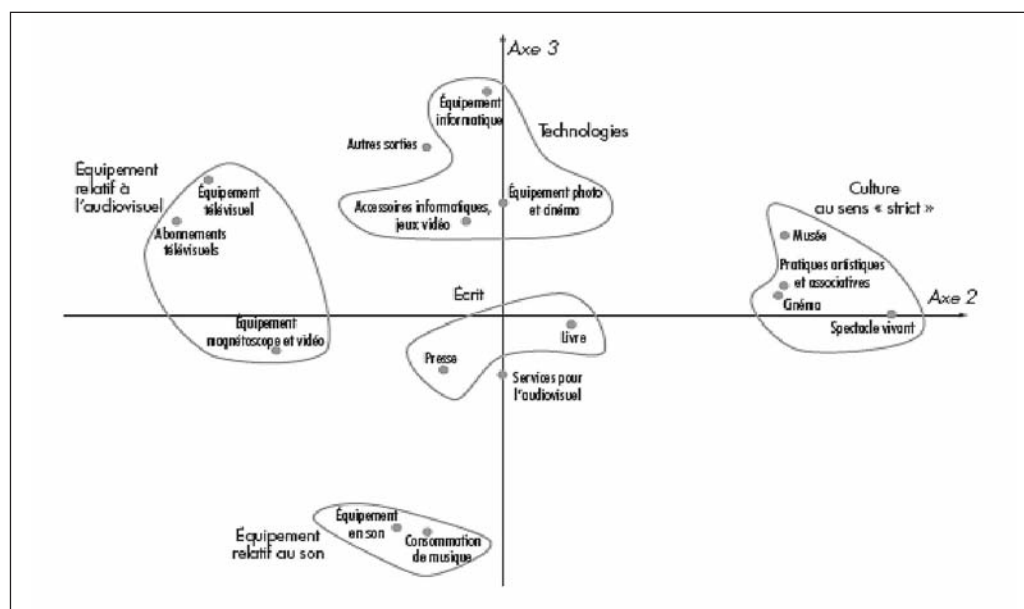 Axe 3
Équipement
informatique
Technologies
Autres sorties
Équipement
relatif à
l'audiovisuel
Équipement
télévisuel
Abonnements
télévisuels
Accessoires informatiques,
jeux vidéo
Équipement photo
et cinéma
Culture
au sens « strict »
Musée
Pratiques artistiques
et associatives
Cinéma
Axe 2
Spectacle vivant
Écrit
Équipement
magnétoscope et vidéo
Livre
Presse
Services pour
l'audiovisuel
Équipement
relatif au son
Équipement
en son
Consommation
de musique